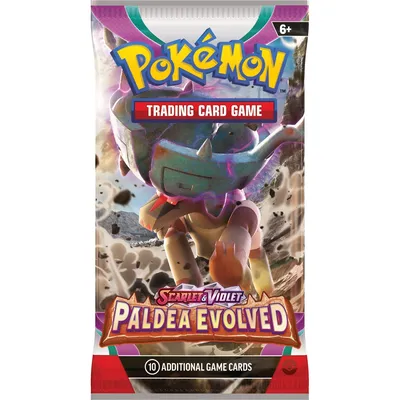 6+
POKÉMON
TRADING CARD GAME
SCARLET & VIOLET
PALDEA EVOLVED
10 ADDITIONAL GAME CARDS